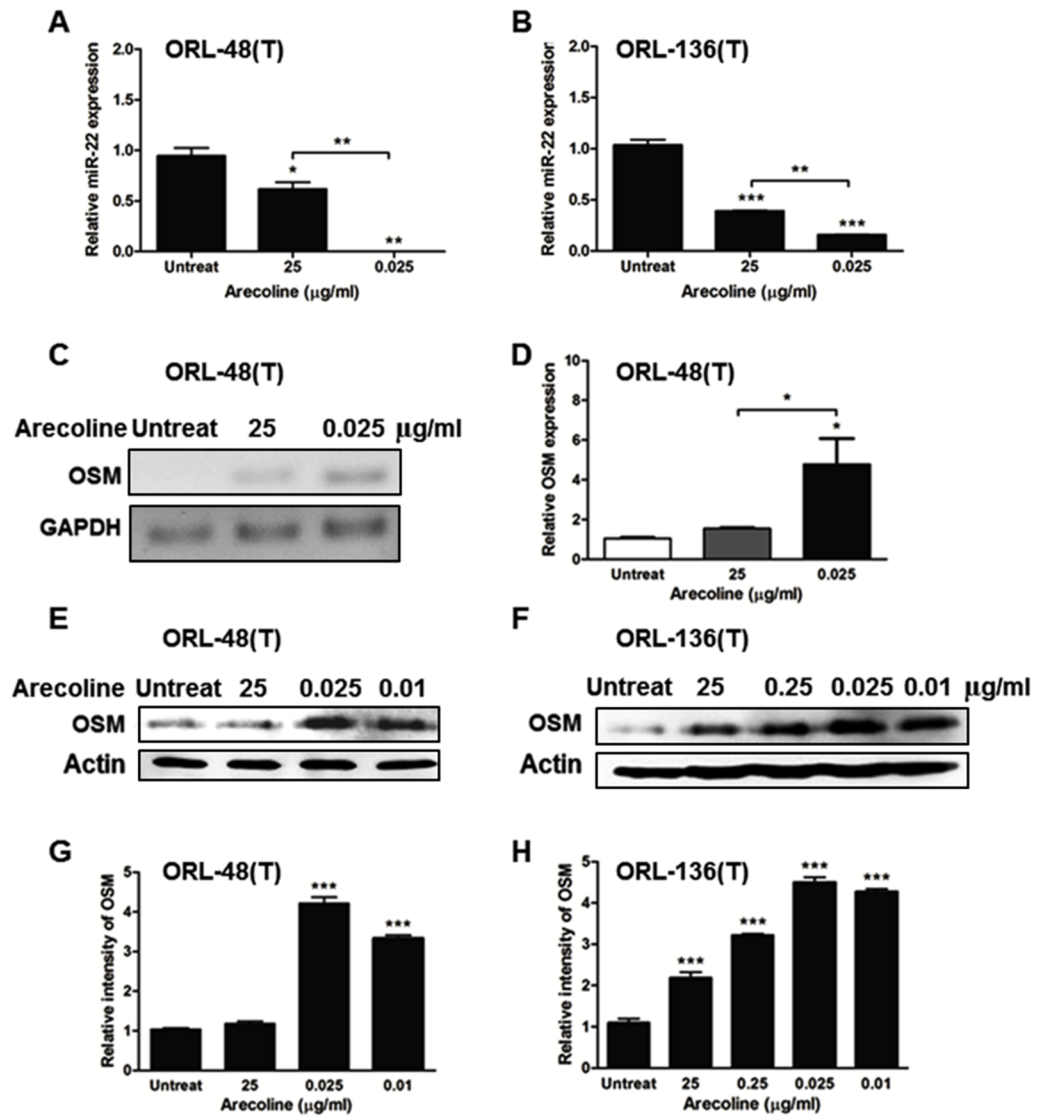 A
ORL-48(T)
Relative miR-22 expression
2.0
1.5
1.0
0.5
0.0
**
*
**
Untreat 25 0.025
Arecoline (μg/ml)
B
ORL-136(T)
Relative miR-22 expression
2.0
1.5
1.0
0.5
0.0
**
***
***
Untreat 25 0.025
Arecoline (μg/ml)
C
ORL-48(T)
Arecoline Untreat 25 0.025 μg/ml
OSM
GAPDH
D
ORL-48(T)
Relative OSM expression
10
8
6
4
2
0
*
*
Untreat 25 0.025
Arecoline (μg/ml)
E
ORL-48(T)
Arecoline Untreat 25 0.025 0.01
OSM
Actin
F
ORL-136(T)
Untreat 25 0.25 0.025 0.01 μg/ml
OSM
Actin
G
ORL-48(T)
Relative intensity of OSM
5
4
3
2
1
0
***
***
Untreat 25 0.025 0.01
Arecoline (μg/ml)
H
ORL-136(T)
Relative intensity of OSM
5
4
3
2
1
0
***
***
***
***
Untreat 25 0.25 0.025 0.01
Arecoline (μg/ml)